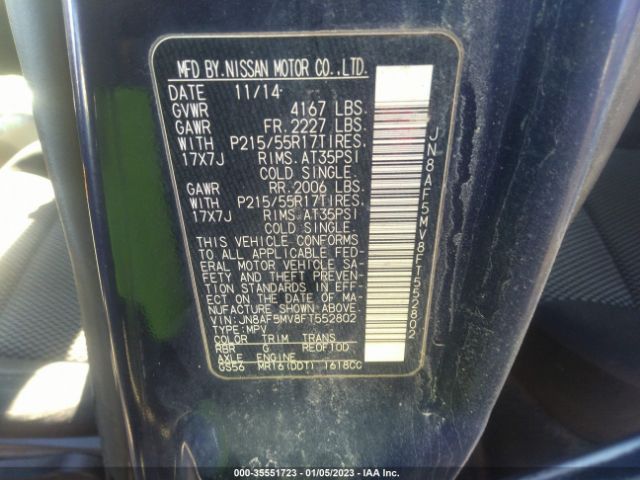 MFD BY.NISSAN MOTOR CO.,LTD.
DATE 11/14
GVWR 4167 LBS.
GAWR FR.2227 LBS.
WITH P215/55R17TIRES.
17X7J RIMS.AT35PSI
COLD SINGLE.
GAWR RR.2006 LBS.
WITH P215/55R17TIRES.
17X7J RIMS.AT35PSI
COLD SINGLE.
THIS VEHICLE CONFORMS
TO ALL APPLICABLE FED-
ERAL MOTOR VEHICLE SA-
FETY AND THEFT PREVEN-
TION STANDARDS IN EFF-
ECT ON THE DATE OF MA-
NUFACTURE SHOWN ABOVE.
VIN:JN8AF5MV8FT552802
TYPE:MPV
COLOR TRIM TRANS
RBR G RE0F10D
AXLE ENGINE
GS56 MR16(DDT) 1618CC
JN8AF5MV8FT552802
000-35551723 — 01/05/2023 — IAA Inc.